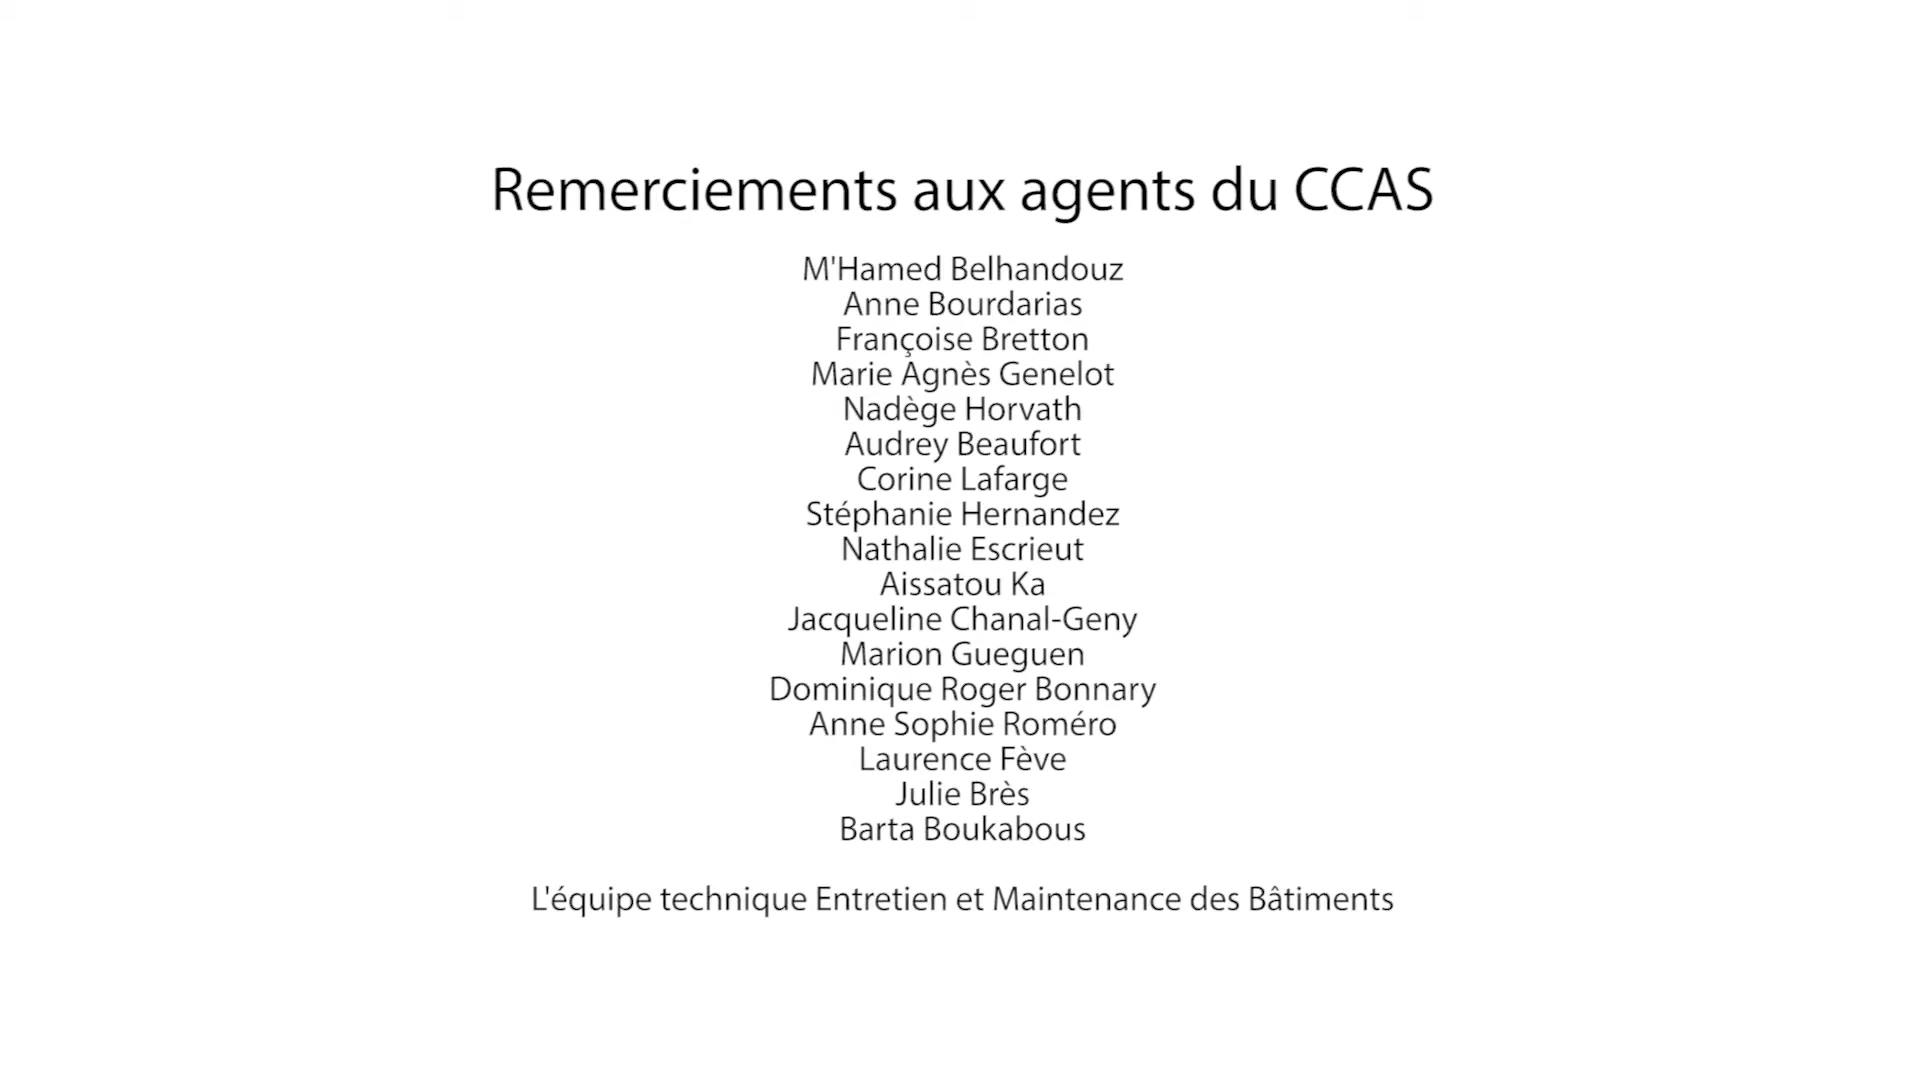 Remerciements aux agents du CCAS
M'Hamed Belhandouz
Anne Bourdarias
Françoise Bretton
Marie Agnès Genelot
Nadège Horvath
Audrey Beaufort
Corine Lafarge
Stéphanie Hernandez
Nathalie Escrieut
Aissatou Ka
Jacqueline Chanal-Geny
Marion Gueguen
Dominique Roger Bonnary
Anne Sophie Roméro
Laurence Fève
Julie Brès
Barta Boukabous
L'équipe technique Entretien et Maintenance des Bâtiments